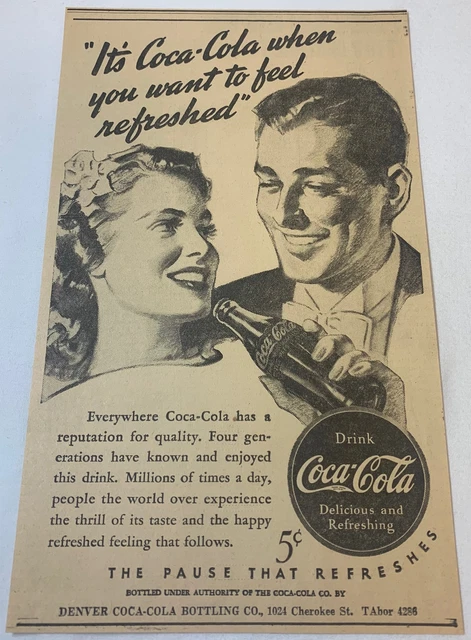 "It's Coca-Cola when
you want to feel
refreshed"
Coca-Cola
Everywhere Coca-Cola has a
reputation for quality. Four gen-
erations have known and enjoyed
this drink. Millions of times a day,
people the world over experience
the thrill of its taste and the happy
refreshed feeling that follows.
5¢
Drink
Coca-Cola
Delicious and
Refreshing
THE PAUSE THAT REFRESHES
BOTTLED UNDER AUTHORITY OF THE COCA-COLA CO. BY
DENVER COCA-COLA BOTTLING CO., 1024 Cherokee St. TAbor 4286